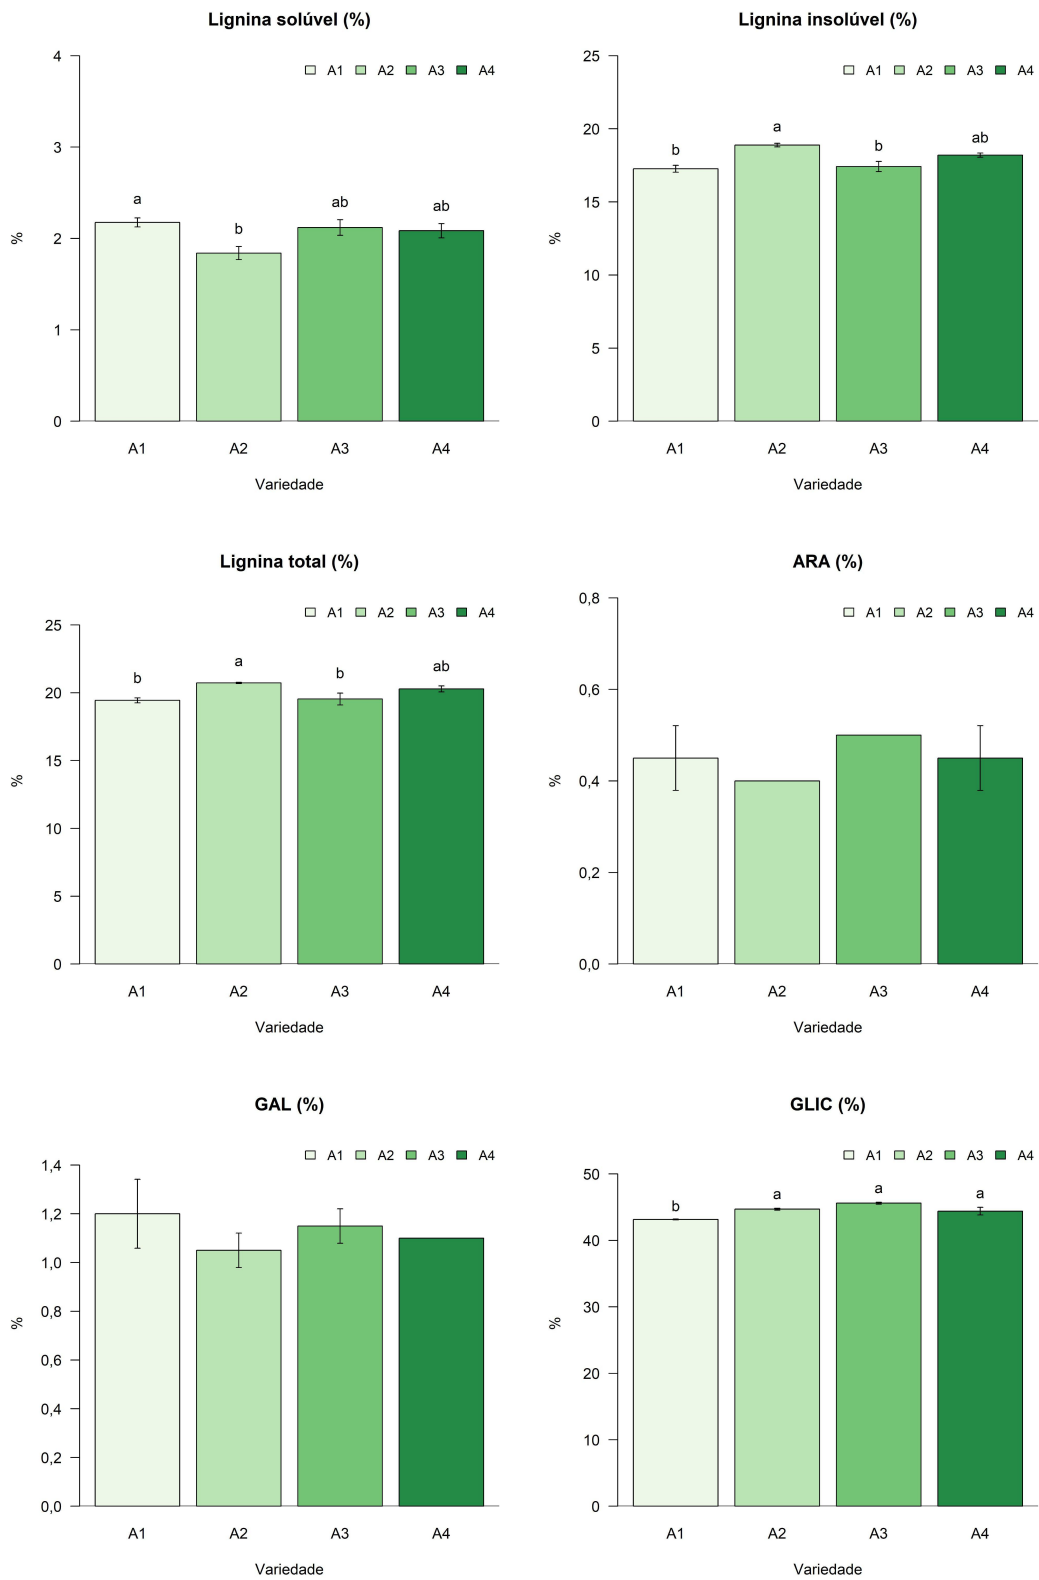 Lignina solúvel (%)
A1 A2 A3 A4
4
3
2
1
0
%
a
b
ab
ab
A1 A2 A3 A4
Variedade
Lignina insolúvel (%)
A1 A2 A3 A4
25
20
15
10
5
0
%
b
a
b
ab
A1 A2 A3 A4
Variedade
Lignina total (%)
A1 A2 A3 A4
25
20
15
10
5
0
%
b
a
b
ab
A1 A2 A3 A4
Variedade
ARA (%)
A1 A2 A3 A4
0,8
0,6
0,4
0,2
0,0
%
A1 A2 A3 A4
Variedade
GAL (%)
A1 A2 A3 A4
1,4
1,2
1,0
0,8
0,6
0,4
0,2
0,0
%
A1 A2 A3 A4
Variedade
GLIC (%)
A1 A2 A3 A4
50
40
30
20
10
0
%
b
a
a
a
A1 A2 A3 A4
Variedade